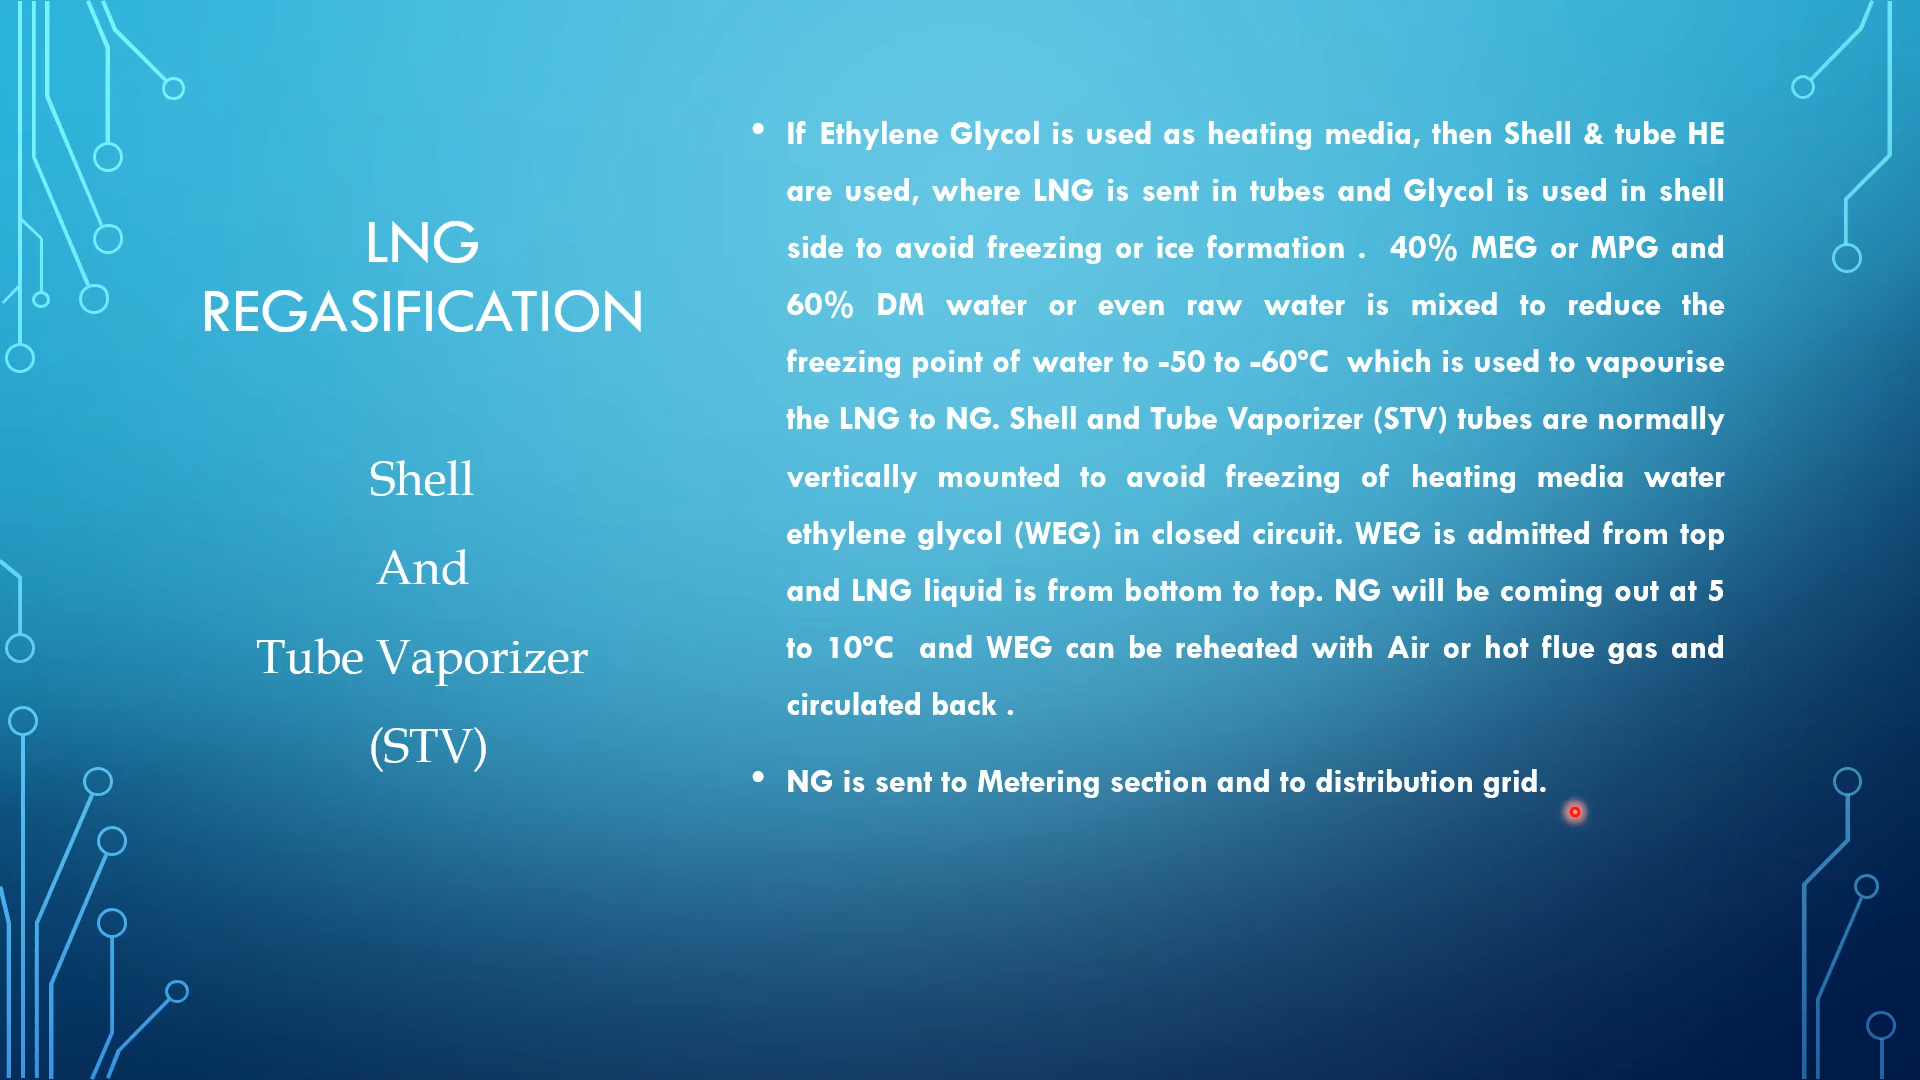 LNG
REGASIFICATION
Shell
And
Tube Vaporizer
(STV)
• If Ethylene Glycol is used as heating media, then Shell & tube HE
are used, where LNG is sent in tubes and Glycol is used in shell
side to avoid freezing or ice formation . 40% MEG or MPG and
60% DM water or even raw water is mixed to reduce the
freezing point of water to -50 to -60°C which is used to vapourise
the LNG to NG. Shell and Tube Vaporizer (STV) tubes are normally
vertically mounted to avoid freezing of heating media water
ethylene glycol (WEG) in closed circuit. WEG is admitted from top
and LNG liquid is from bottom to top. NG will be coming out at 5
to 10°C and WEG can be reheated with Air or hot flue gas and
circulated back .
• NG is sent to Metering section and to distribution grid.